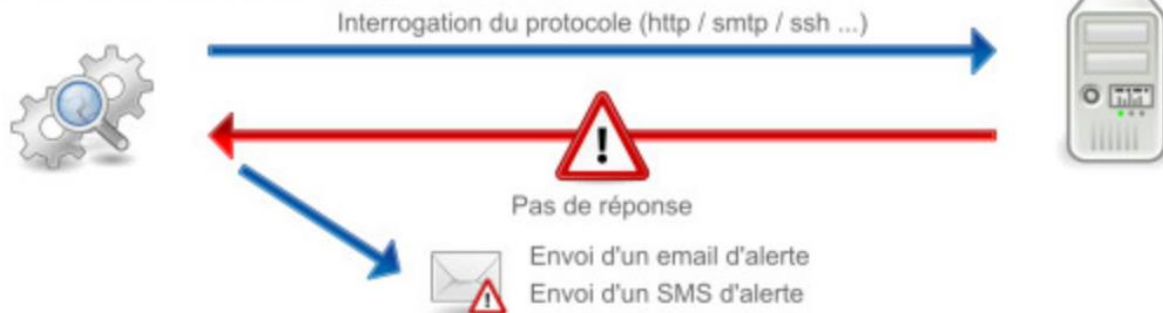 Interrogation du protocole (http / smtp / ssh ...)
Pas de réponse
Envoi d'un email d'alerte
Envoi d'un SMS d'alerte